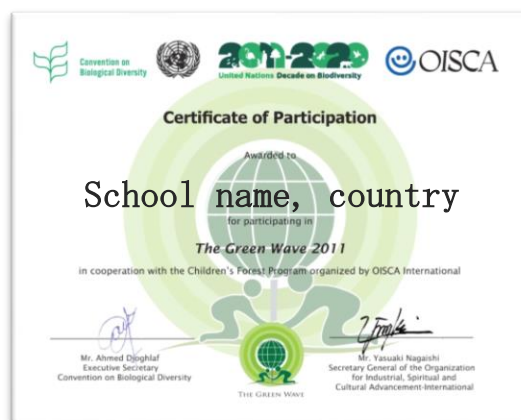 Convention on
Biological Diversity
2011-2020
United Nations Decade on Biodiversity
OISCA
Certificate of Participation
Awarded to
School name, country
for participating in
The Green Wave 2011
in cooperation with the Children's Forest Program organized by OISCA International
Mr. Ahmed Djoghlaf
Executive Secretary
Convention on Biological Diversity
THE GREEN WAVE
Mr. Yasuaki Nagaishi
Secretary General of the Organization
for Industrial, Spiritual and
Cultural Advancement-International